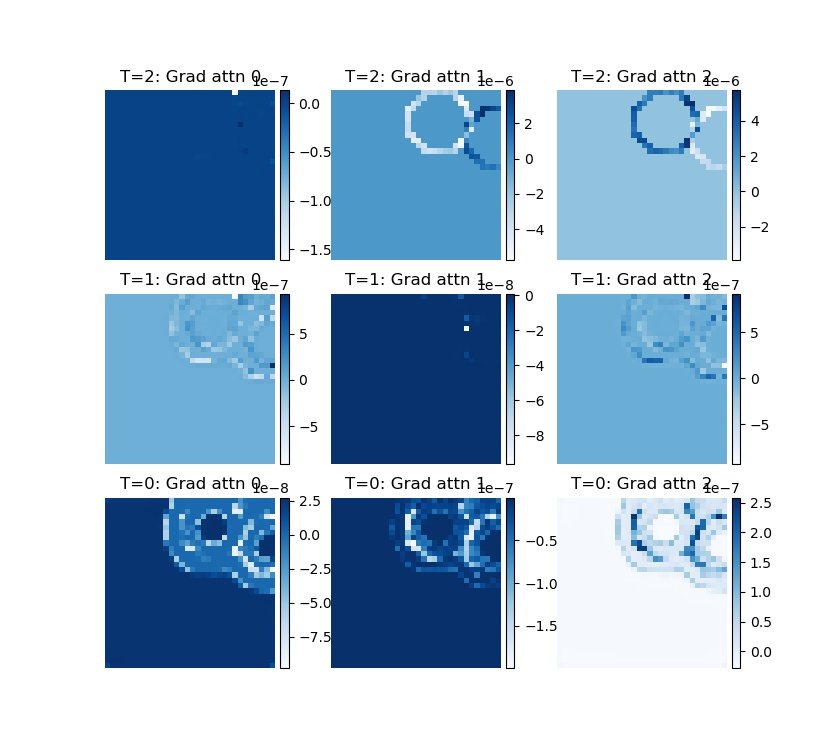 T=2: Grad attn 0
1e−7
T=2: Grad attn 1
1e−6
T=2: Grad attn 2
1e−6
0.0
−0.5
−1.0
−1.5
2
0
−2
−4
4
2
0
−2
T=1: Grad attn 0
1e−7
T=1: Grad attn 1
1e−8
T=1: Grad attn 2
1e−7
5
0
−5
0
−2
−4
−6
−8
5
0
−5
T=0: Grad attn 0
1e−8
T=0: Grad attn 1
1e−7
T=0: Grad attn 2
1e−7
2.5
0.0
−2.5
−5.0
−7.5
−0.5
−1.0
−1.5
2.5
2.0
1.5
1.0
0.5
0.0